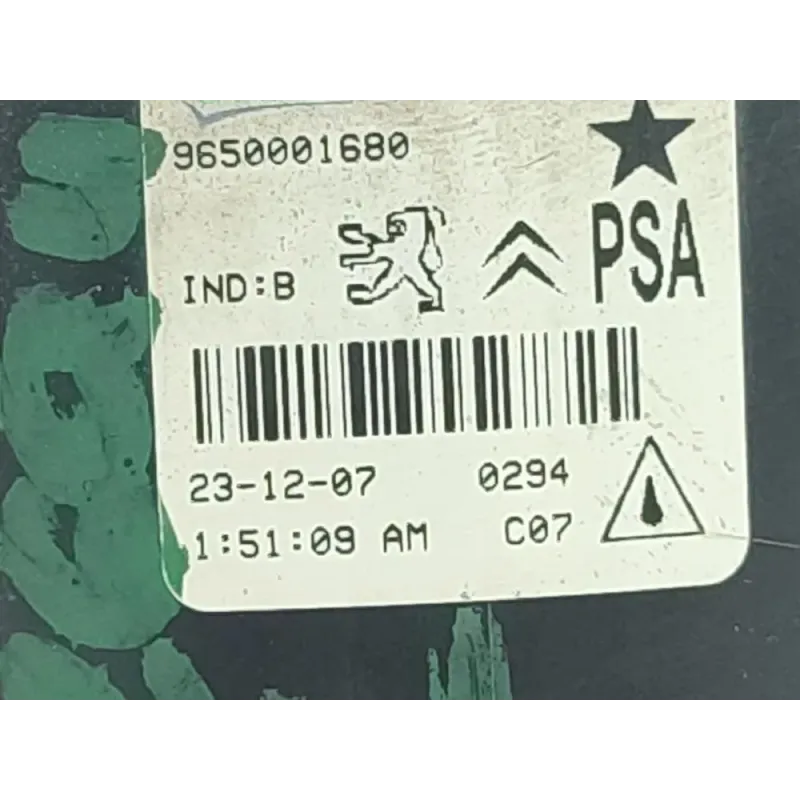 9650001680
IND:B PSA
23-12-07 0294
1:51:09 AM C07